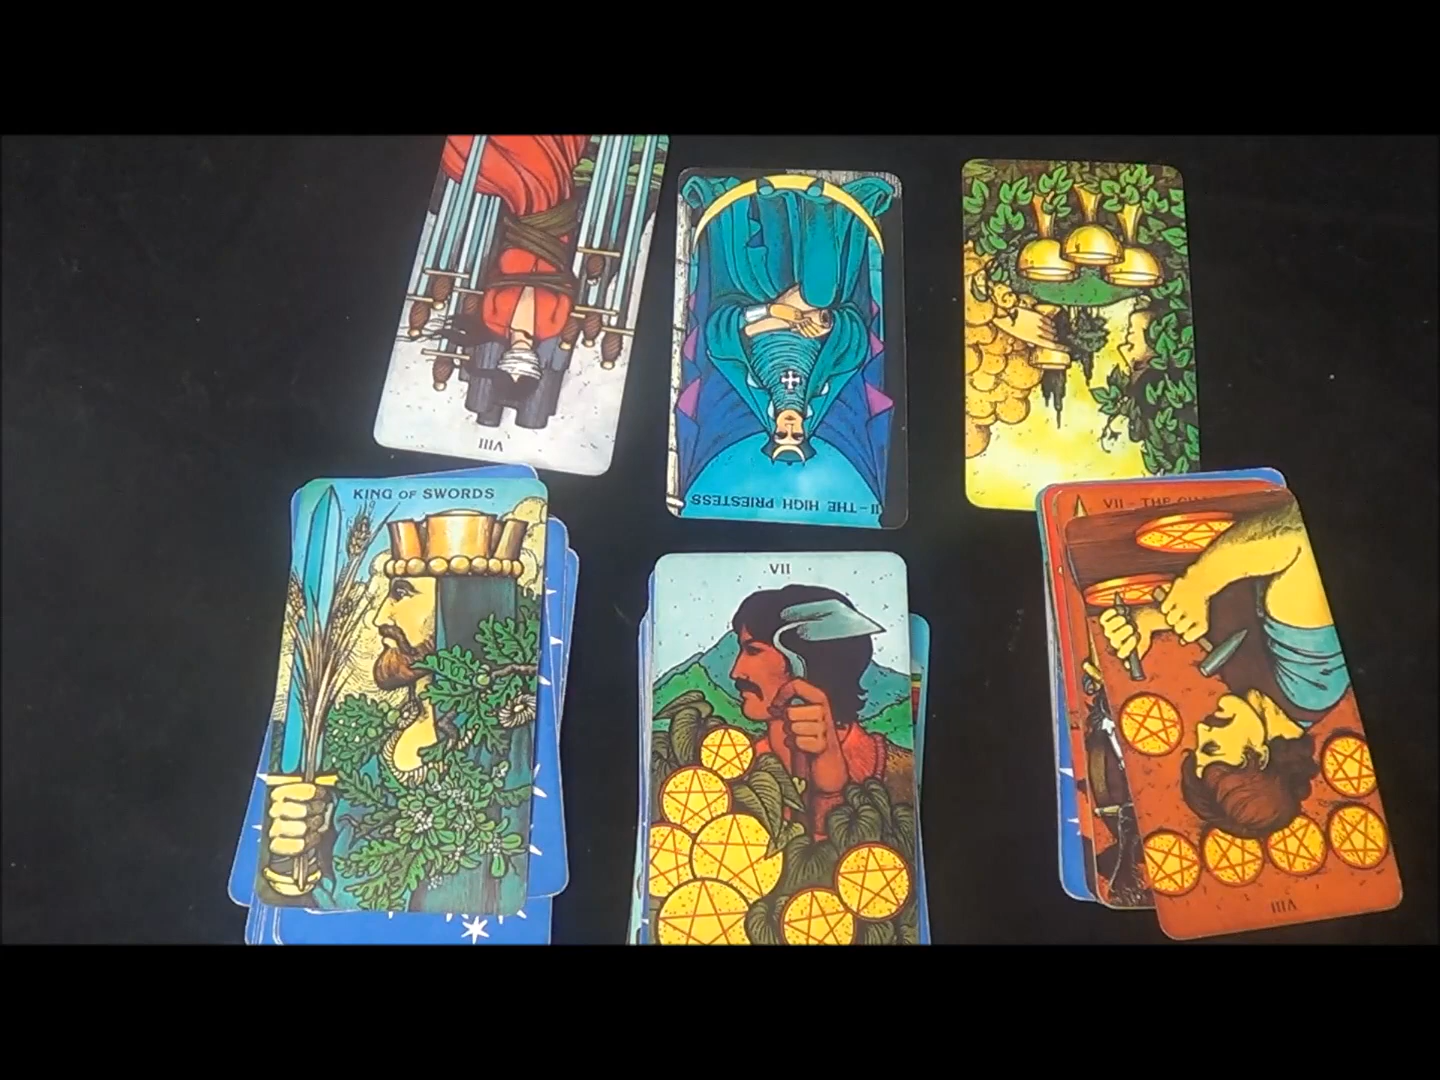 VIII
II-THE HIGH PRIESTESS
KING OF SWORDS
VII
VII - THE
VIII